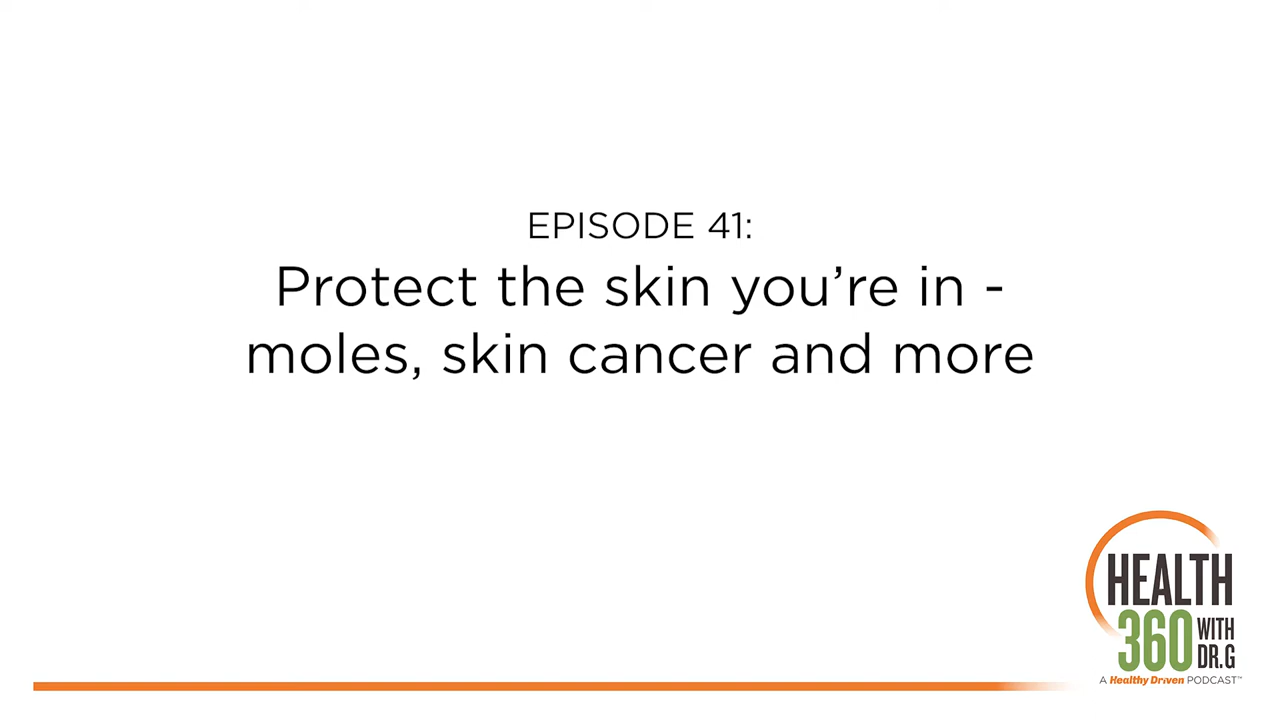 EPISODE 41:
Protect the skin you’re in -
moles, skin cancer and more
HEALTH
360 WITH
DR.G
A Healthy Driven PODCAST™